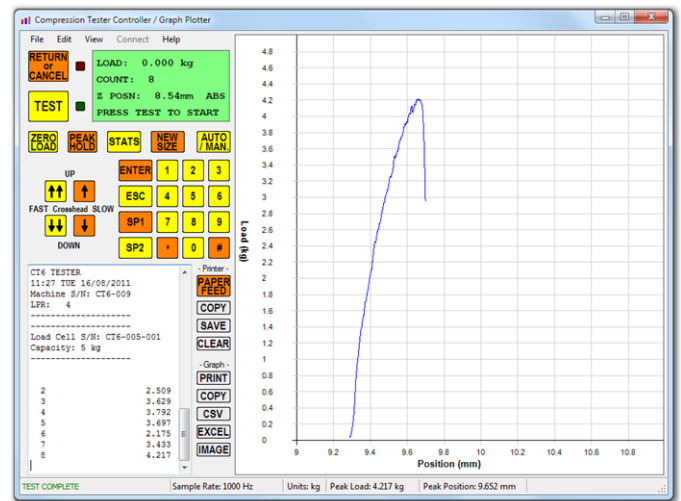 Compression Tester Controller / Graph Plotter
File Edit View Connect Help
RETURN or CANCEL
LOAD: 0.000 kg
COUNT: 8
Z POSN: 8.54mm ABS
PRESS TEST TO START
TEST
ZERO LOAD PEAK HOLD STATS NEW SIZE AUTO / MAN.
UP
ENTER 1 2 3
ESC 4 5 6
FAST Crosshead SLOW
SP1 7 8 9
DOWN
SP2 * 0 #
CT6 TESTER
11:27 TUE 16/08/2011
Machine S/N: CT6-009
LPR: 4
--------------------
--------------------
Load Cell S/N: CT6-005-001
Capacity: 5 kg
--------------------
2 2.509
3 3.629
4 3.792
5 3.697
6 2.175
7 3.433
8 4.217
- Printer -
PAPER FEED
COPY
SAVE
CLEAR
- Graph -
PRINT
COPY
CSV
EXCEL
IMAGE
Load (kg)
4.8
4.6
4.4
4.2
4
3.8
3.6
3.4
3.2
3
2.8
2.6
2.4
2.2
2
1.8
1.6
1.4
1.2
1
0.8
0.6
0.4
0.2
0
9 9.2 9.4 9.6 9.8 10 10.2 10.4 10.6 10.8
Position (mm)
TEST COMPLETE Sample Rate: 1000 Hz Units: kg Peak Load: 4.217 kg Peak Position: 9.652 mm